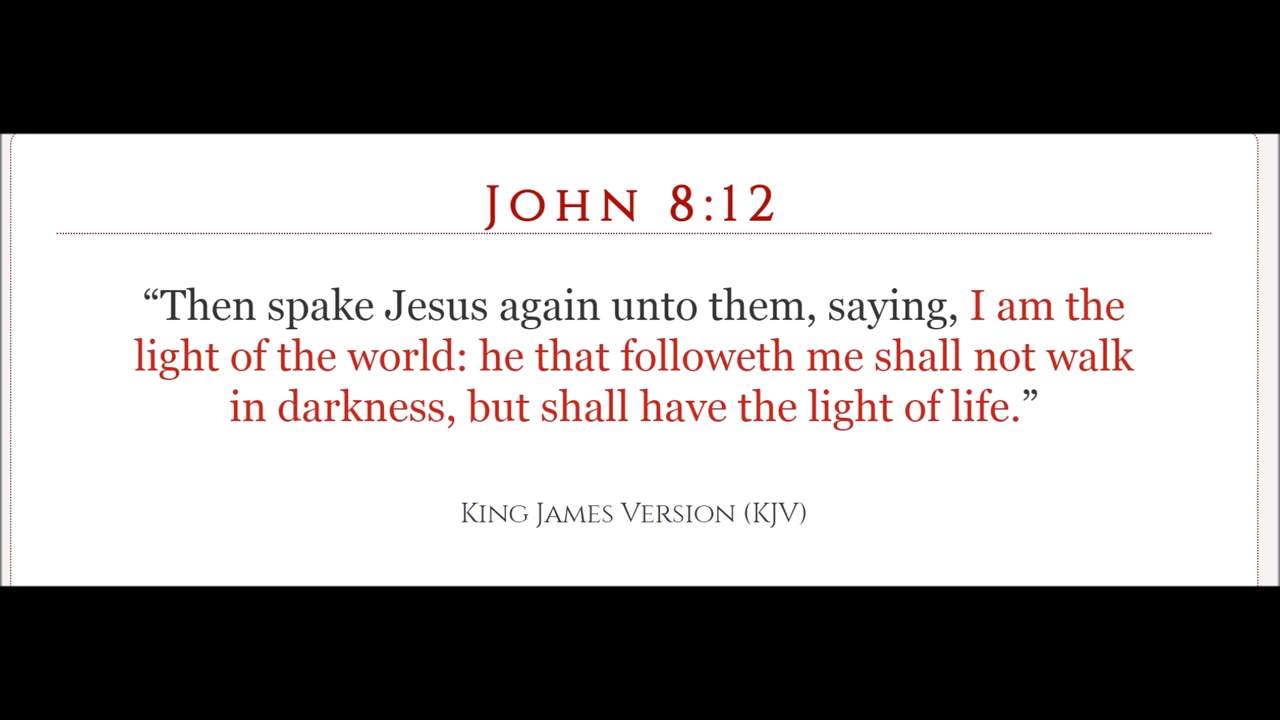 John 8:12
“Then spake Jesus again unto them, saying, I am the
light of the world: he that followeth me shall not walk
in darkness, but shall have the light of life.”
King James Version (KJV)